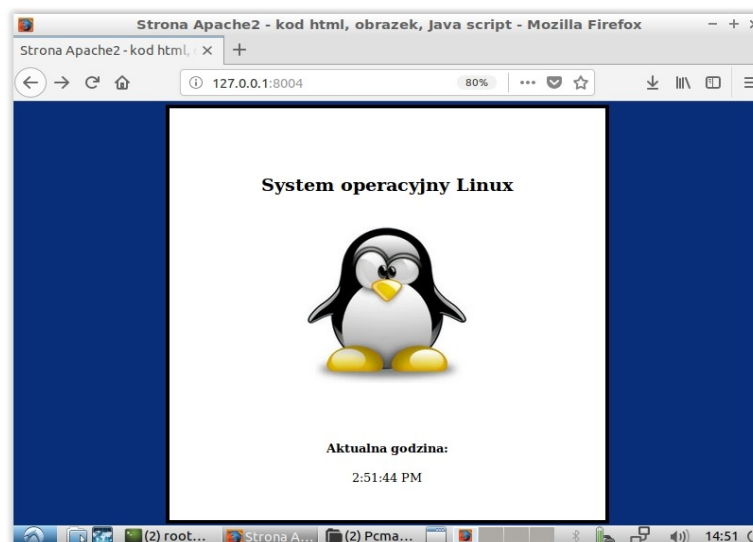 Strona Apache2 - kod html, obrazek, Java script - Mozilla Firefox
Strona Apache2 - kod html,
127.0.0.1:8004
80%
System operacyjny Linux
Aktualna godzina:
2:51:44 PM
(2) root...
Strona A...
(2) Pcma...
14:51